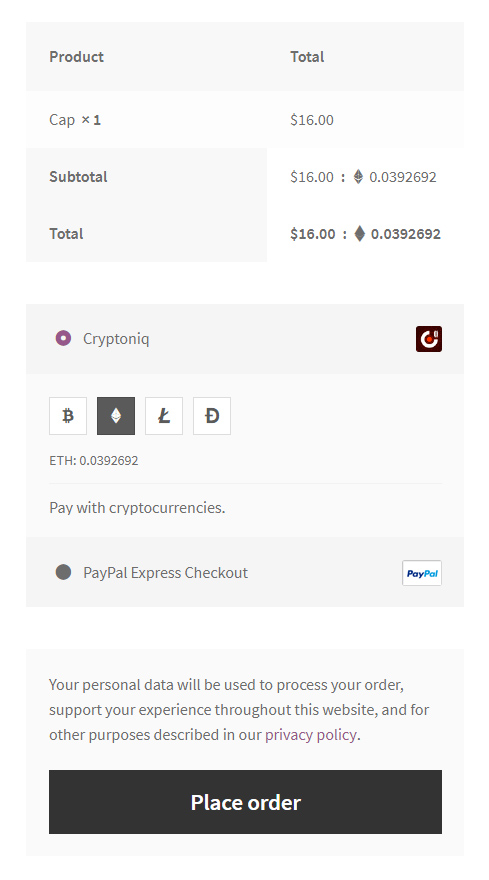 Product Total
Cap × 1 $16.00
Subtotal $16.00 : 0.0392692
Total $16.00 : 0.0392692
Cryptoniq
ETH: 0.0392692
Pay with cryptocurrencies.
PayPal Express Checkout PayPal
Your personal data will be used to process your order,
support your experience throughout this website, and for
other purposes described in our privacy policy.
Place order